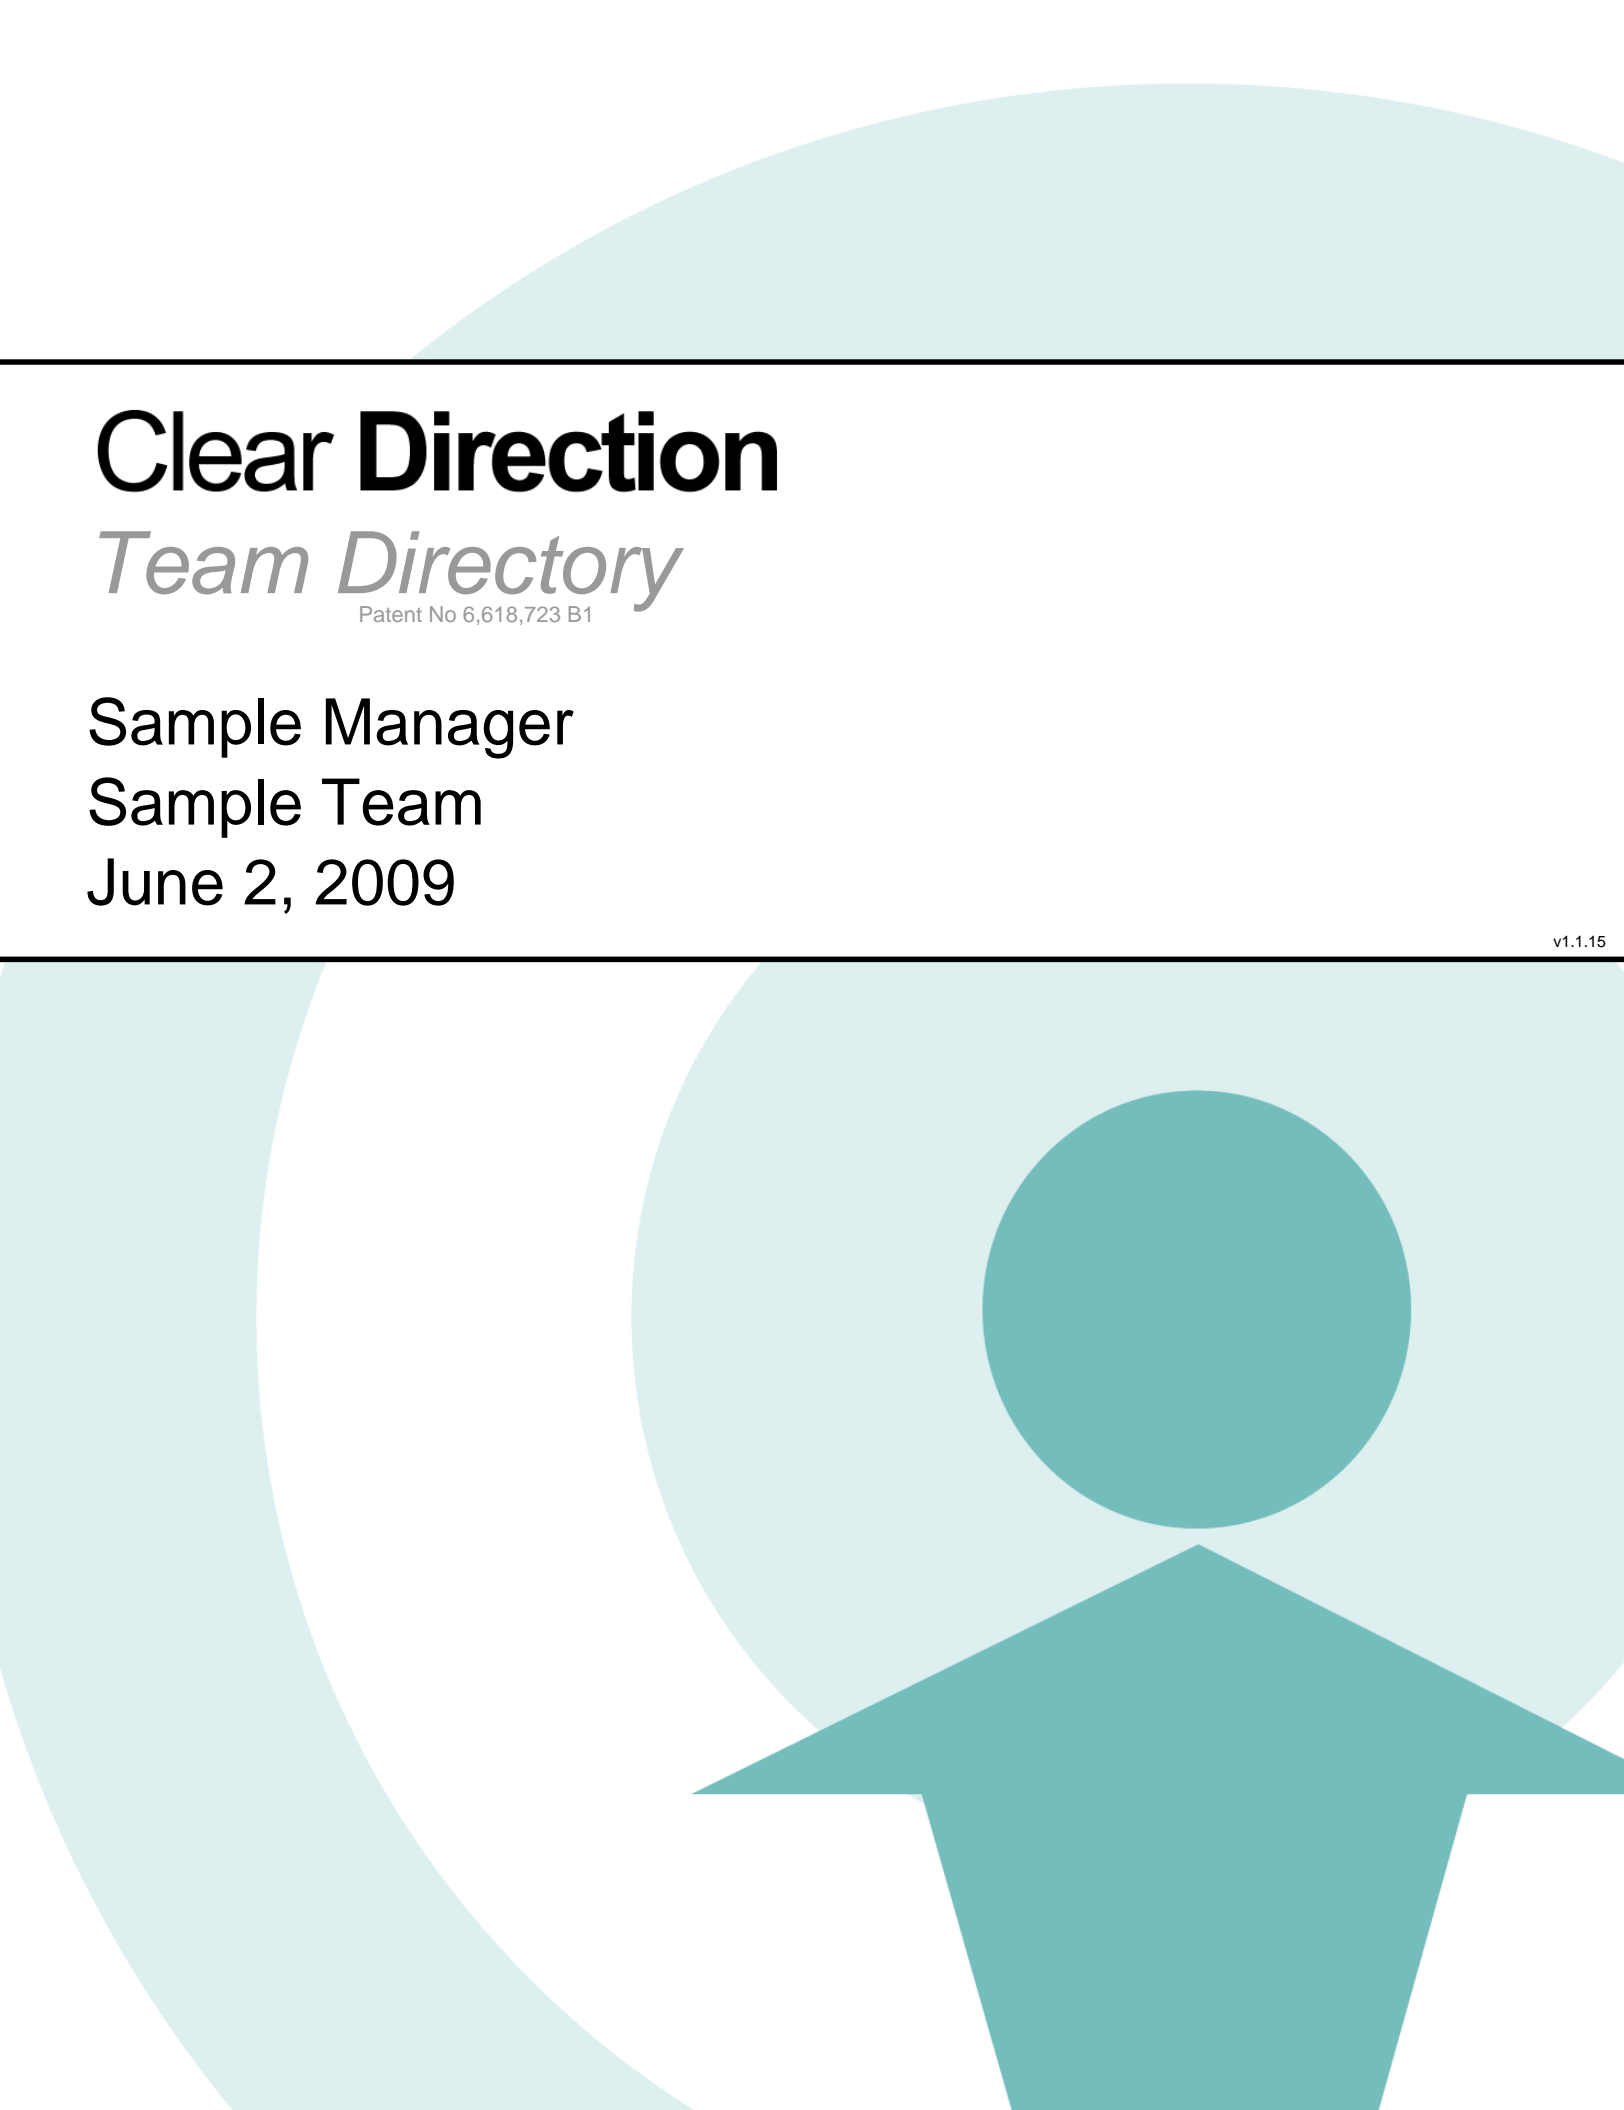 Clear Direction
Team Directory
Patent No 6,618,723 B1
Sample Manager
Sample Team
June 2, 2009
v1.1.15